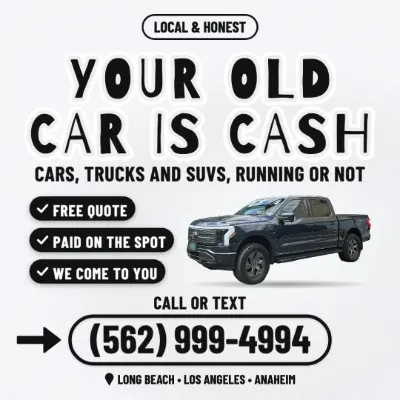 LOCAL & HONEST
YOUR OLD
CAR IS CASH
CARS, TRUCKS AND SUVS, RUNNING OR NOT
FREE QUOTE
PAID ON THE SPOT
WE COME TO YOU
CALL OR TEXT
(562) 999-4994
LONG BEACH • LOS ANGELES • ANAHEIM